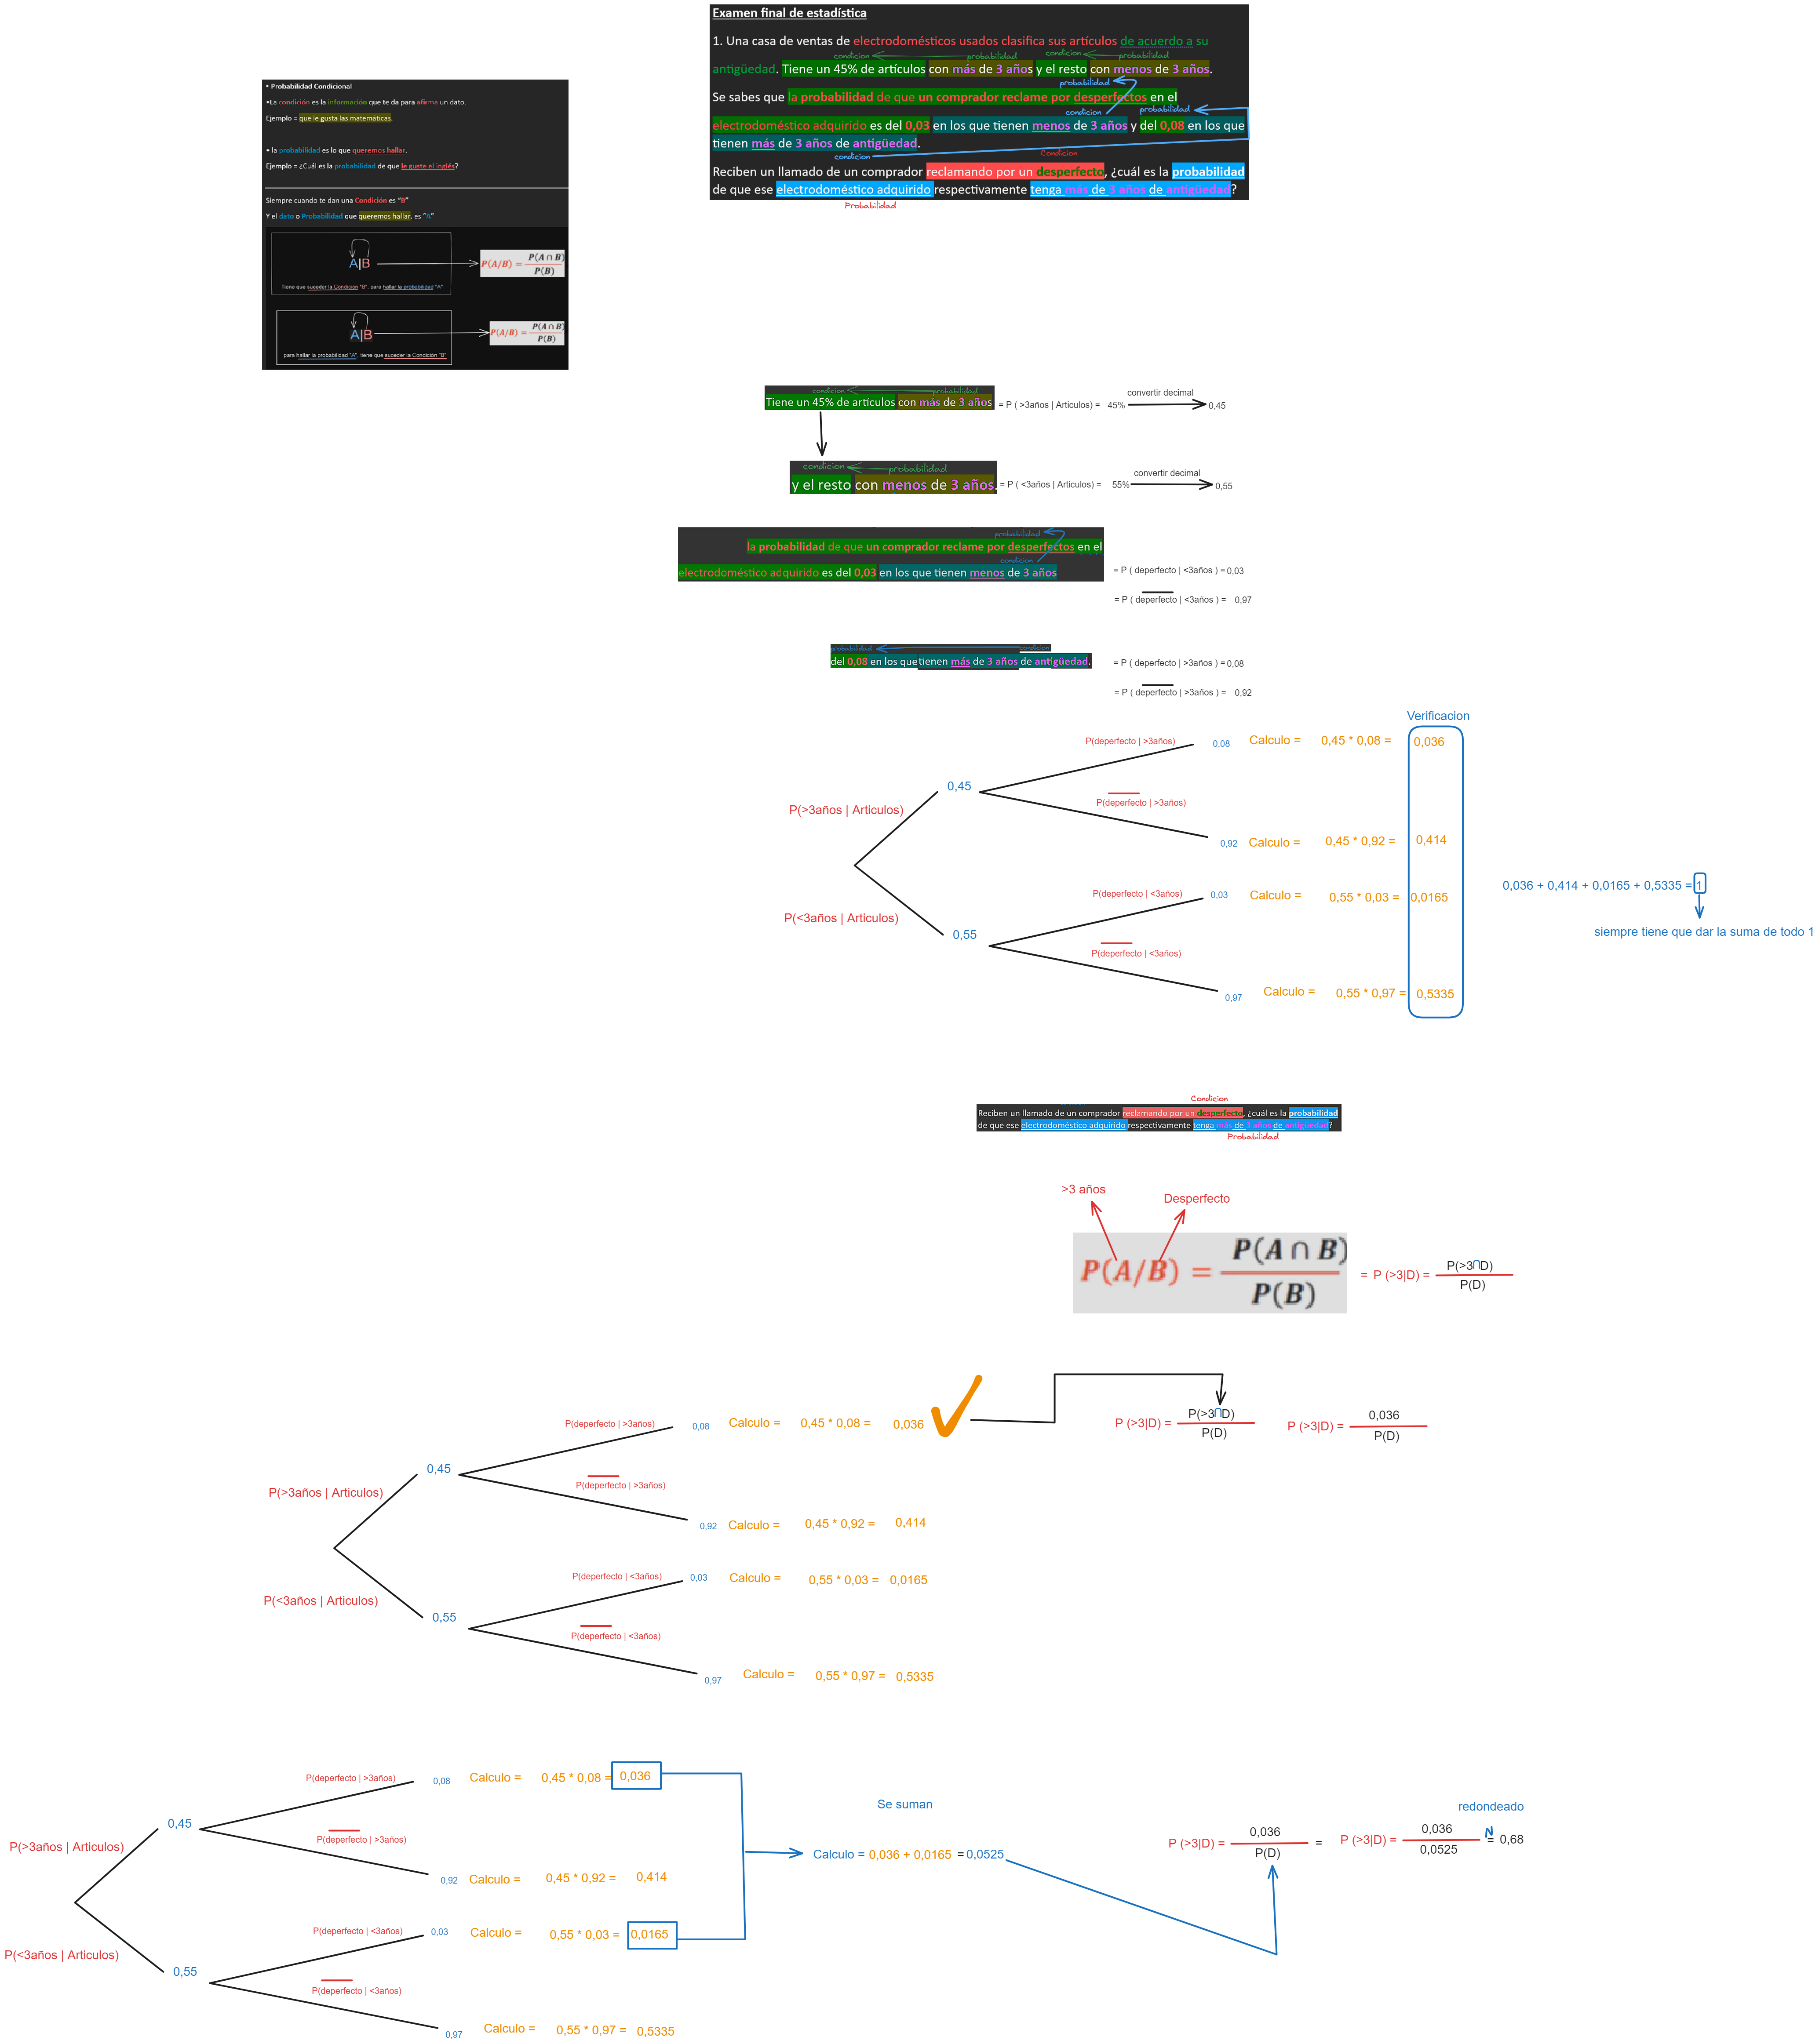 Examen final de estadística
1. Una casa de ventas de electrodomésticos usados clasifica sus artículos de acuerdo a su
condicion probabilidad condicion probabilidad
antigüedad. Tiene un 45% de artículos con más de 3 años y el resto con menos de 3 años.
probabilidad
Se sabes que la probabilidad de que un comprador reclame por desperfectos en el
condicion probabilidad
electrodoméstico adquirido es del 0,03 en los que tienen menos de 3 años y del 0,08 en los que
tienen más de 3 años de antigüedad.
condicion Condicion
Reciben un llamado de un comprador reclamando por un desperfecto, ¿cuál es la probabilidad
de que ese electrodoméstico adquirido respectivamente tenga más de 3 años de antigüedad?
Probabilidad
• Probabilidad Condicional
•La condición es la información que te da para afirma un dato.
Ejemplo = que le gusta las matemáticas.
• la probabilidad es lo que queremos hallar.
Ejemplo = ¿Cuál es la probabilidad de que le guste el inglés?
Siempre cuando te dan una Condición es "B"
Y el dato o Probabilidad que queremos hallar, es "A"
A|B P(A/B) = P(A ∩ B) / P(B)
Tiene que suceder la Condición "B", para hallar la probabilidad "A"
A|B P(A/B) = P(A ∩ B) / P(B)
para hallar la probabilidad "A", tiene que suceder la Condición "B"
condicion probabilidad convertir decimal
Tiene un 45% de artículos con más de 3 años = P ( >3años | Articulos) = 45% 0,45
condicion probabilidad convertir decimal
y el resto con menos de 3 años. = P ( <3años | Articulos) = 55% 0,55
probabilidad
la probabilidad de que un comprador reclame por desperfectos en el
condicion
electrodoméstico adquirido es del 0,03 en los que tienen menos de 3 años = P ( deperfecto | <3años ) = 0,03
= P ( deperfecto | <3años ) = 0,97
probabilidad condicion
del 0,08 en los que tienen más de 3 años de antigüedad. = P ( deperfecto | >3años ) = 0,08
= P ( deperfecto | >3años ) = 0,92
Verificacion
P(deperfecto | >3años) 0,08 Calculo = 0,45 * 0,08 = 0,036
0,45
P(deperfecto | >3años)
P(>3años | Articulos)
0,92 Calculo = 0,45 * 0,92 = 0,414
0,036 + 0,414 + 0,0165 + 0,5335 = 1
P(deperfecto | <3años) 0,03 Calculo = 0,55 * 0,03 = 0,0165
P(<3años | Articulos)
0,55 siempre tiene que dar la suma de todo 1
P(deperfecto | <3años)
0,97 Calculo = 0,55 * 0,97 = 0,5335
Condicion
Reciben un llamado de un comprador reclamando por un desperfecto, ¿cuál es la probabilidad
de que ese electrodoméstico adquirido respectivamente tenga más de 3 años de antigüedad?
Probabilidad
>3 años Desperfecto
P(A/B) = P(A ∩ B) / P(B) = P (>3|D) = P(>3∩D) / P(D)
P(deperfecto | >3años) 0,08 Calculo = 0,45 * 0,08 = 0,036
P (>3|D) = P(>3∩D) / P(D) P (>3|D) = 0,036 / P(D)
0,45
P(deperfecto | >3años)
P(>3años | Articulos)
0,92 Calculo = 0,45 * 0,92 = 0,414
P(deperfecto | <3años) 0,03 Calculo = 0,55 * 0,03 = 0,0165
P(<3años | Articulos)
0,55
P(deperfecto | <3años)
0,97 Calculo = 0,55 * 0,97 = 0,5335
P(deperfecto | >3años) 0,08 Calculo = 0,45 * 0,08 = 0,036
Se suman redondeado
0,45
P(deperfecto | >3años)
P(>3años | Articulos)
Calculo = 0,036 + 0,0165 = 0,0525 P (>3|D) = 0,036 / P(D) = P (>3|D) = 0,036 / 0,0525 = 0,68
0,92 Calculo = 0,45 * 0,92 = 0,414
P(deperfecto | <3años) 0,03 Calculo = 0,55 * 0,03 = 0,0165
P(<3años | Articulos)
0,55
P(deperfecto | <3años)
0,97 Calculo = 0,55 * 0,97 = 0,5335